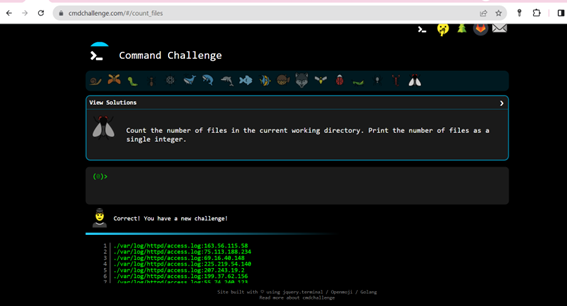 cmdchallenge.com/#/count_files
Command Challenge
View Solutions
Count the number of files in the current working directory. Print the number of files as a
single integer.
Correct! You have a new challenge!
1 ./var/log/httpd/access.log:163.56.115.58
2 ./var/log/httpd/access.log:75.113.188.234
3 ./var/log/httpd/access.log:69.16.40.148
4 ./var/log/httpd/access.log:225.219.54.140
5 ./var/log/httpd/access.log:207.243.19.2
6 ./var/log/httpd/access.log:199.37.62.156
Site built with ♡ using jquery.terminal / Openmoji / Golang
Read more about cmdchallenge